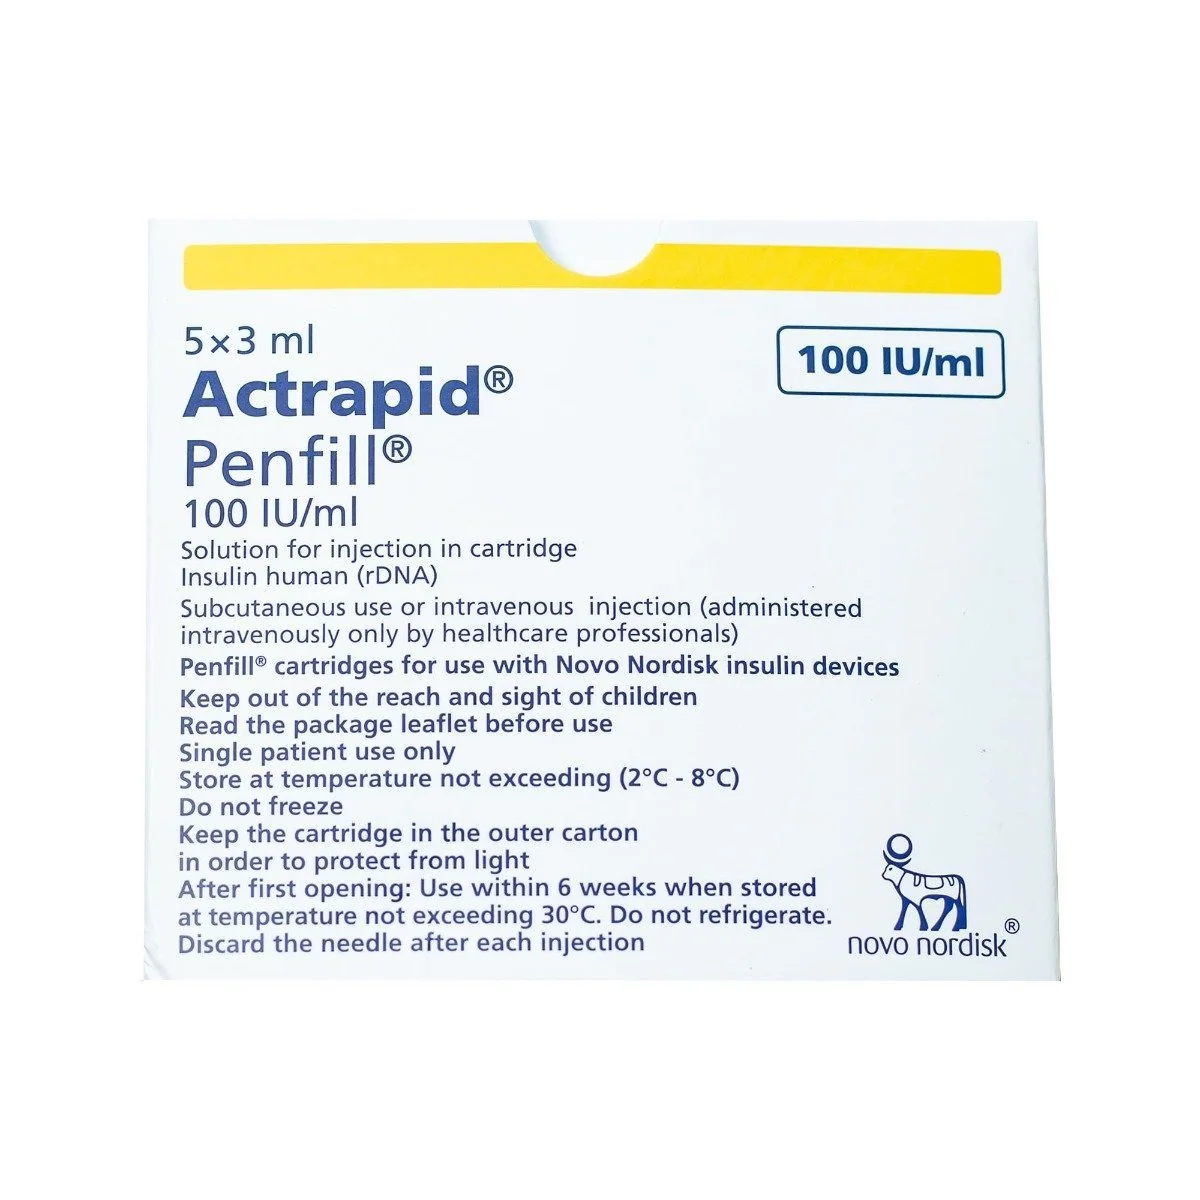 5×3 ml
100 IU/ml
Actrapid®
Penfill®
100 IU/ml
Solution for injection in cartridge
Insulin human (rDNA)
Subcutaneous use or intravenous injection (administered
intravenously only by healthcare professionals)
Penfill® cartridges for use with Novo Nordisk insulin devices
Keep out of the reach and sight of children
Read the package leaflet before use
Single patient use only
Store at temperature not exceeding (2°C - 8°C)
Do not freeze
Keep the cartridge in the outer carton
in order to protect from light
After first opening: Use within 6 weeks when stored
at temperature not exceeding 30°C. Do not refrigerate.
Discard the needle after each injection
novo nordisk®